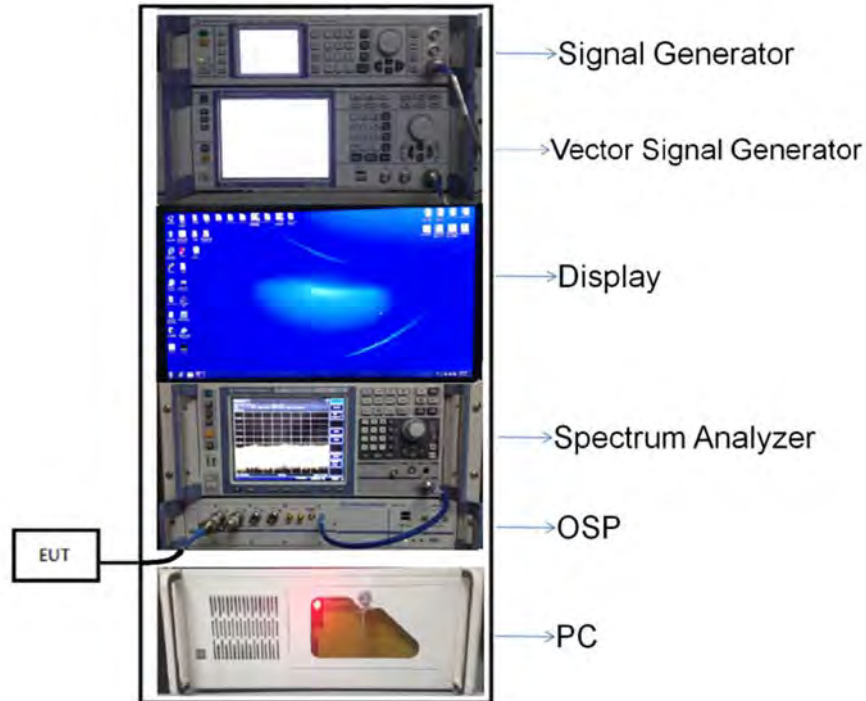 Signal Generator
Vector Signal Generator
Display
Spectrum Analyzer
OSP
EUT
PC